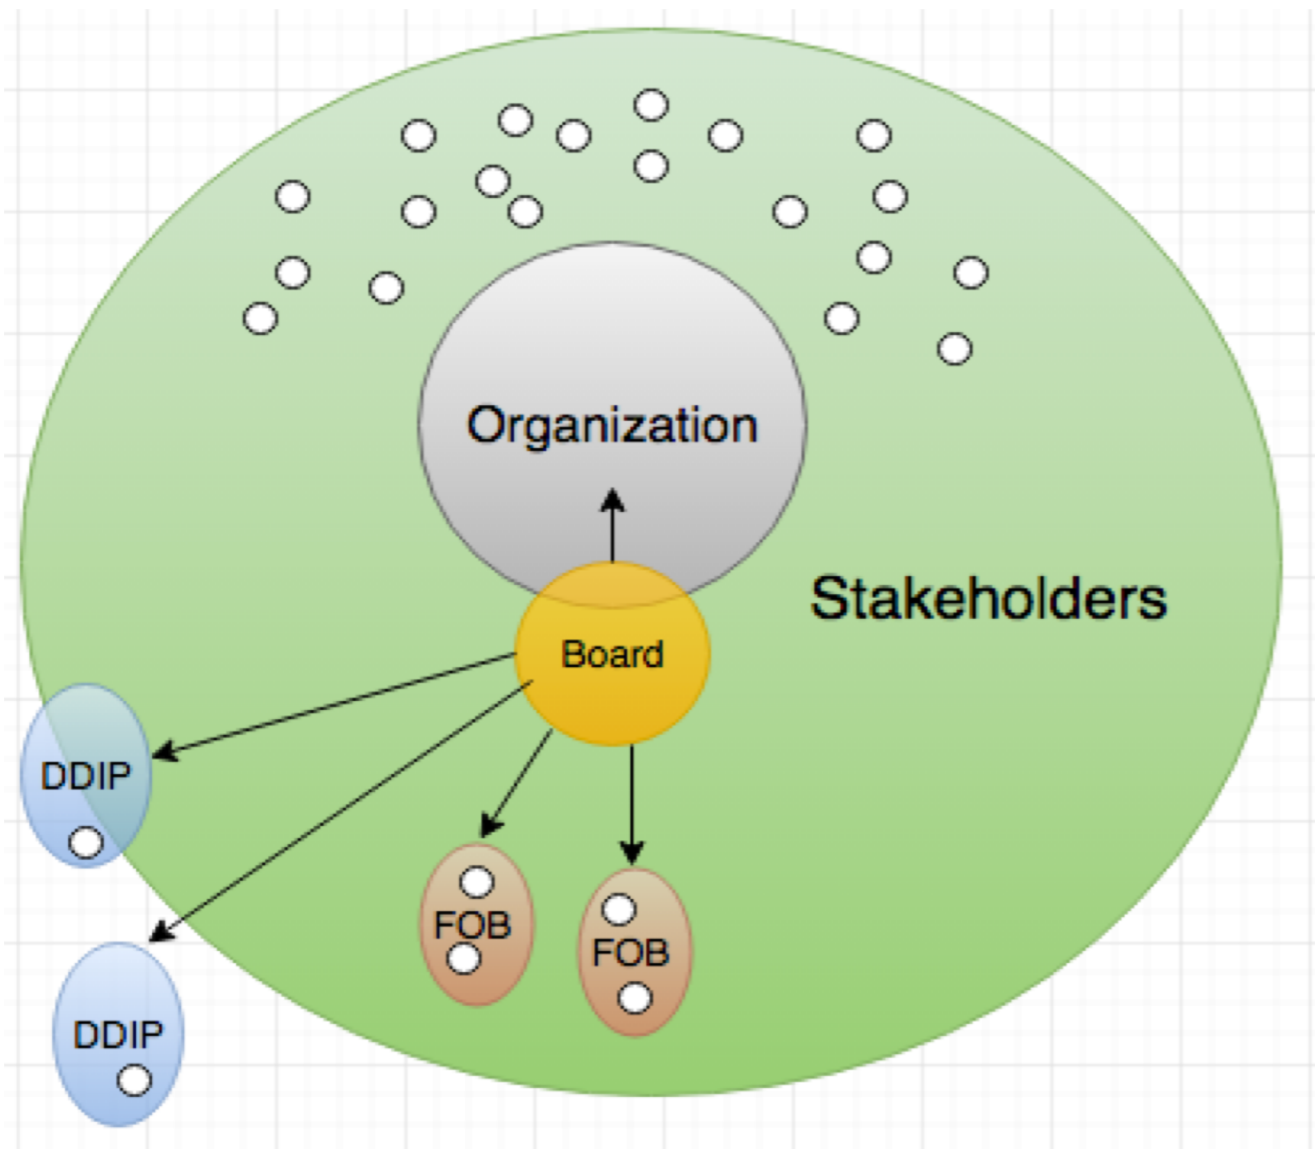 Organization
Stakeholders
Board
DDIP
FOB
FOB
DDIP